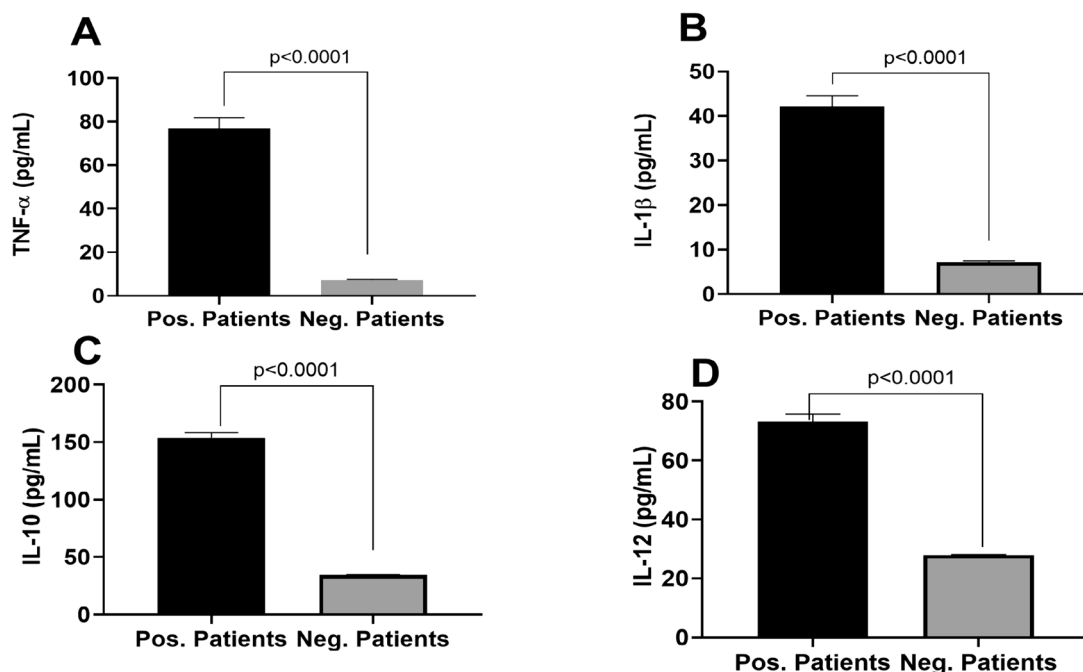 A
p<0.0001
TNF-α (pg/mL)
100
80
60
40
20
0
Pos. Patients Neg. Patients
B
p<0.0001
IL-1β (pg/mL)
50
40
30
20
10
0
Pos. Patients Neg. Patients
C
p<0.0001
IL-10 (pg/mL)
200
150
100
50
0
Pos. Patients Neg. Patients
D
p<0.0001
IL-12 (pg/mL)
80
60
40
20
0
Pos. Patients Neg. Patients